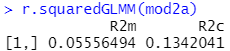 > r.squaredGLMM(mod2a)
R2m R2c
[1,] 0.05556494 0.1342041